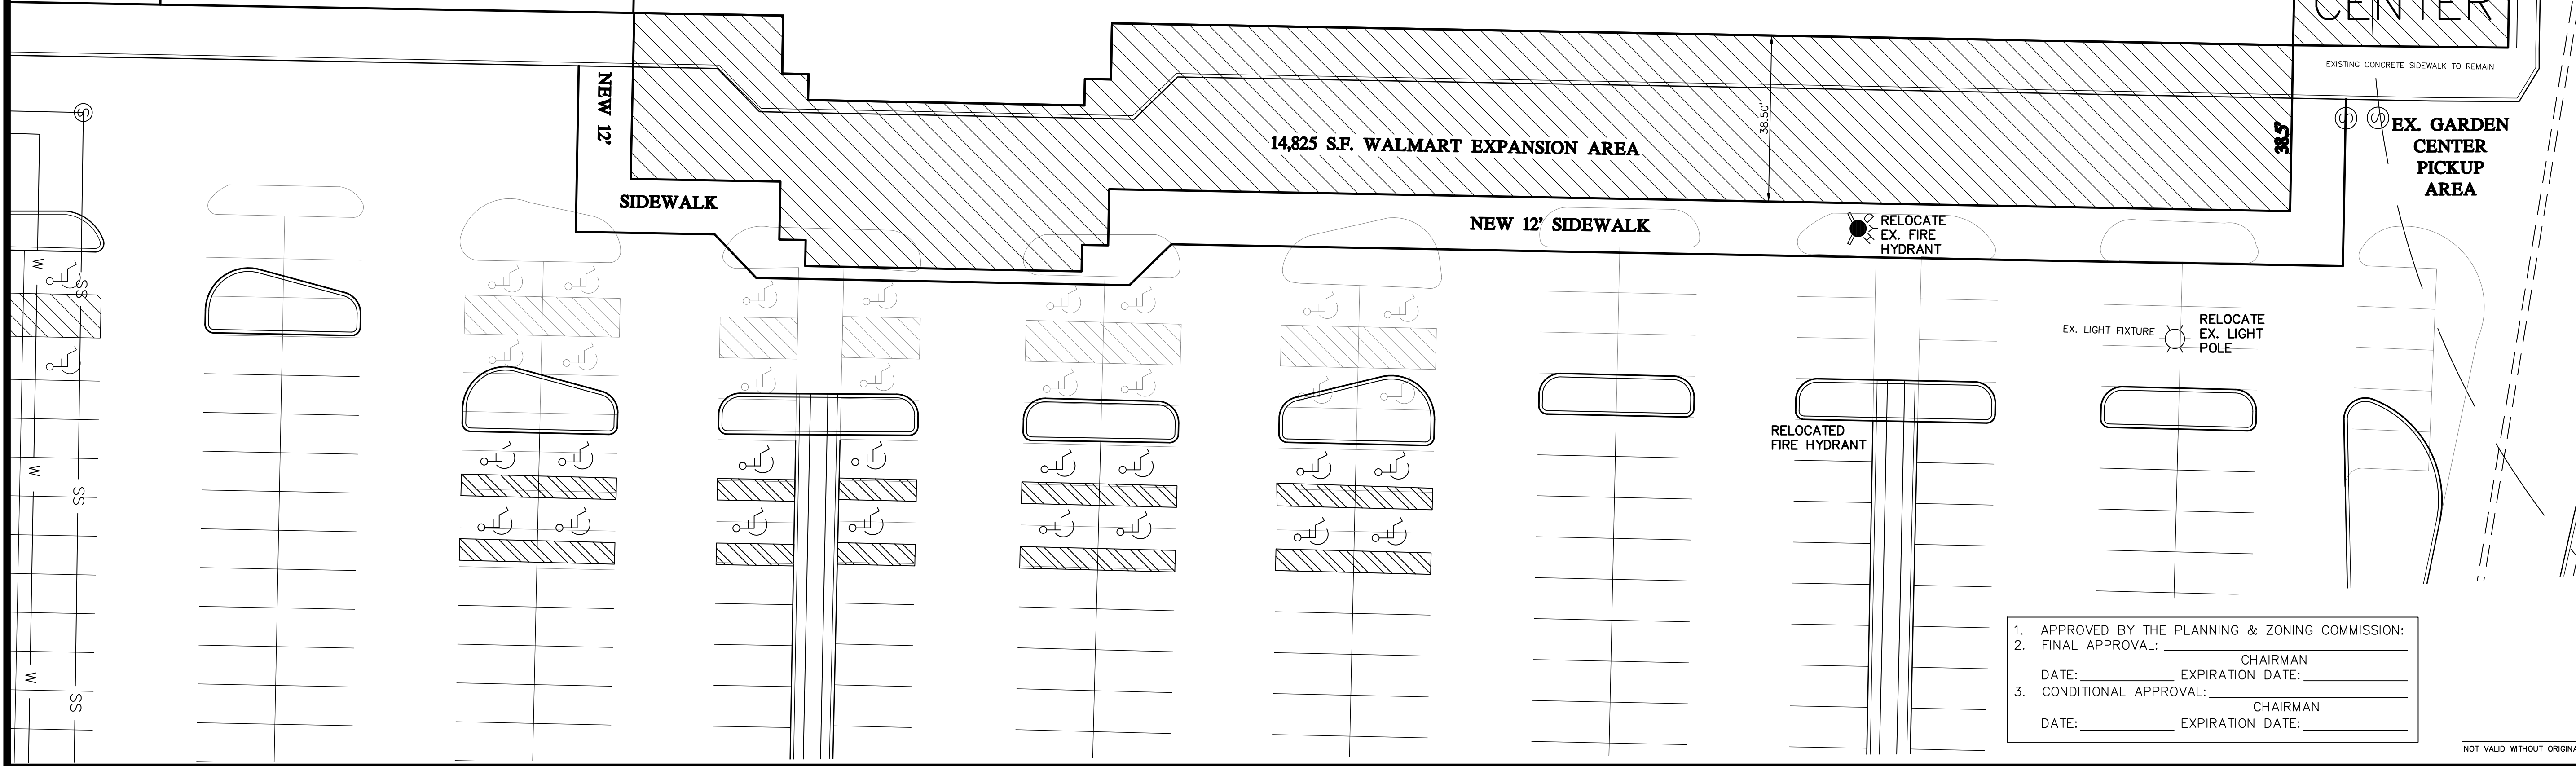 CENTER
EXISTING CONCRETE SIDEWALK TO REMAIN
NEW 12'
SIDEWALK
14,825 S.F. WALMART EXPANSION AREA
38.50'
38.5'
EX. GARDEN
CENTER
PICKUP
AREA
NEW 12' SIDEWALK
RELOCATE
EX. FIRE
HYDRANT
EX. LIGHT FIXTURE
RELOCATE
EX. LIGHT
POLE
RELOCATED
FIRE HYDRANT
S
S
S
W
SS
W
SS
W
SS
1. APPROVED BY THE PLANNING & ZONING COMMISSION:
2. FINAL APPROVAL:
CHAIRMAN
DATE: EXPIRATION DATE:
3. CONDITIONAL APPROVAL:
CHAIRMAN
DATE: EXPIRATION DATE:
NOT VALID WITHOUT